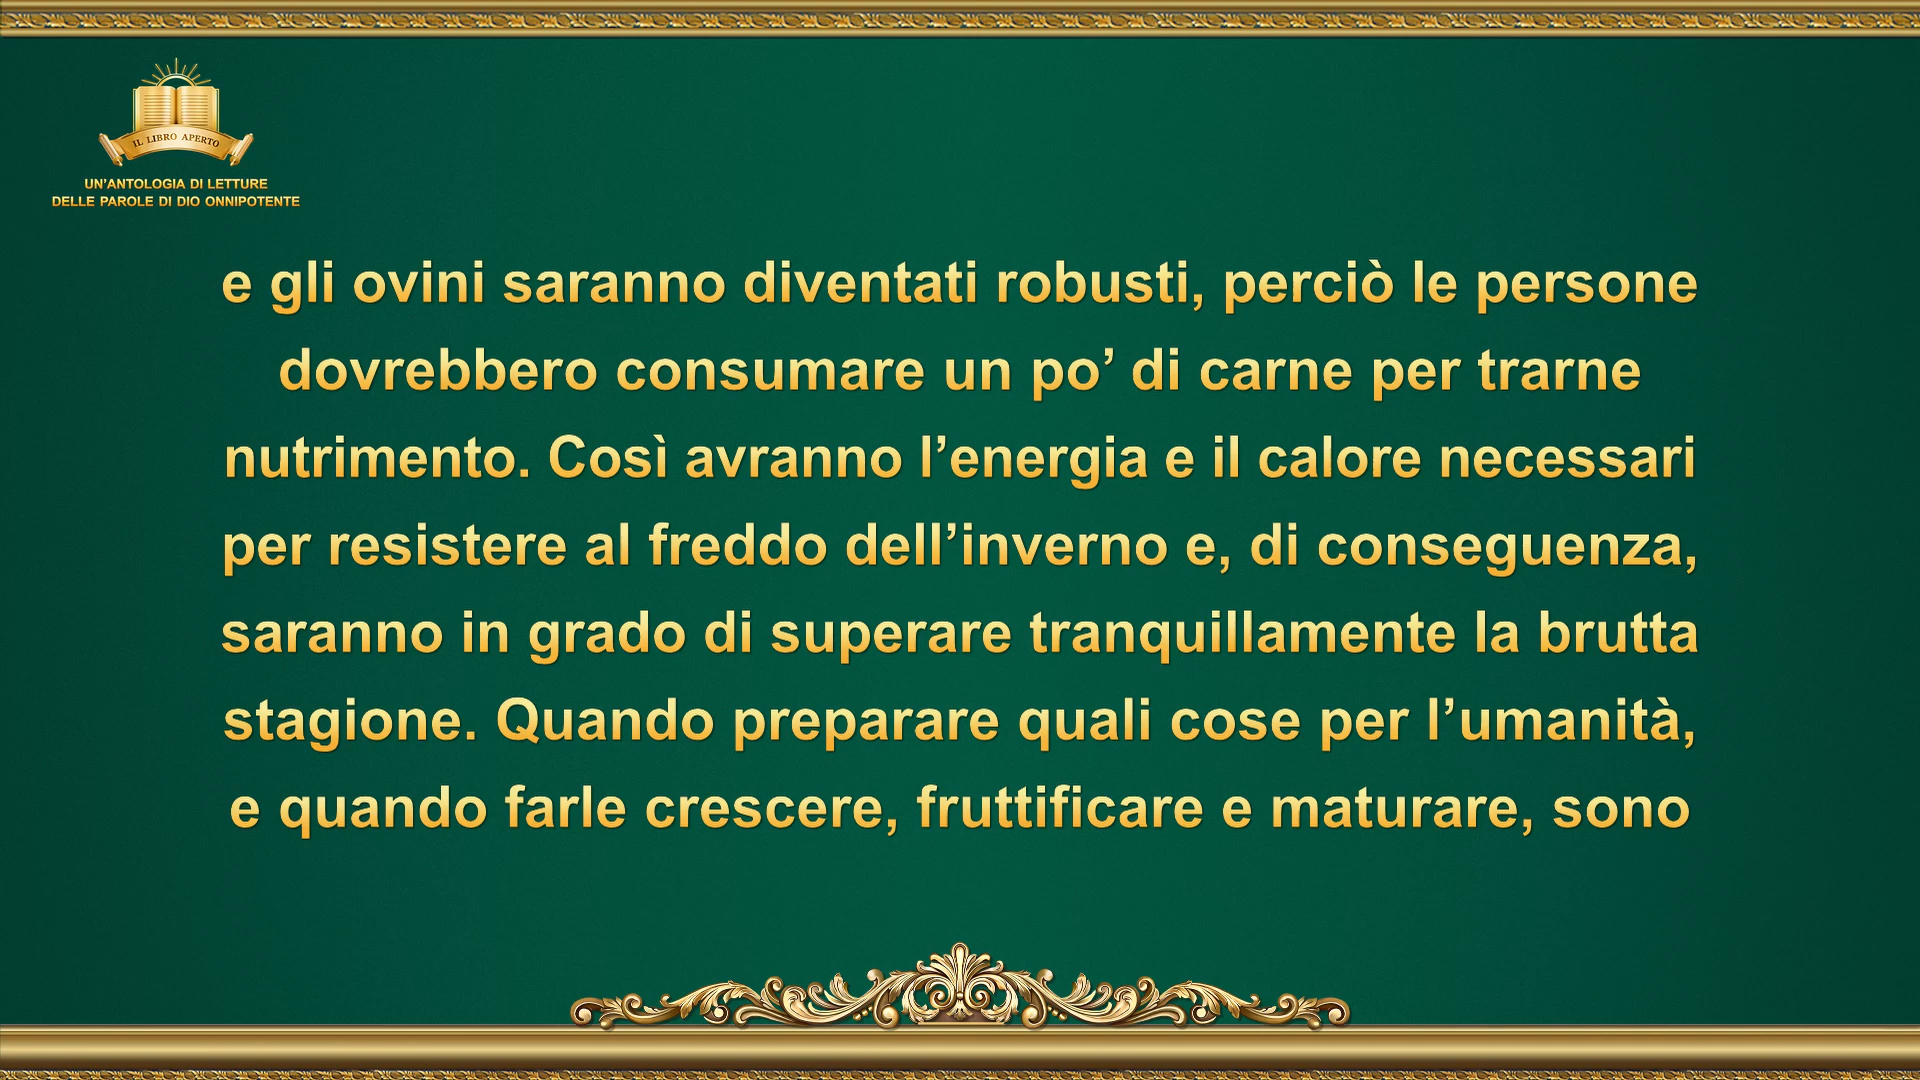 IL LIBRO APERTO
UN’ANTOLOGIA DI LETTURE
DELLE PAROLE DI DIO ONNIPOTENTE
e gli ovini saranno diventati robusti, perciò le persone
dovrebbero consumare un po’ di carne per trarne
nutrimento. Così avranno l’energia e il calore necessari
per resistere al freddo dell’inverno e, di conseguenza,
saranno in grado di superare tranquillamente la brutta
stagione. Quando preparare quali cose per l’umanità,
e quando farle crescere, fruttificare e maturare, sono